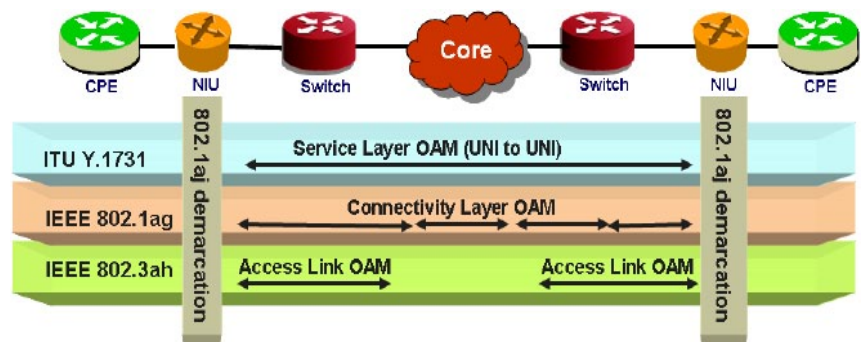 Core
CPE
NIU
Switch
Switch
NIU
CPE
802.1aj demarcation
802.1aj demarcation
ITU Y.1731
Service Layer OAM (UNI to UNI)
IEEE 802.1ag
Connectivity Layer OAM
IEEE 802.3ah
Access Link OAM
Access Link OAM